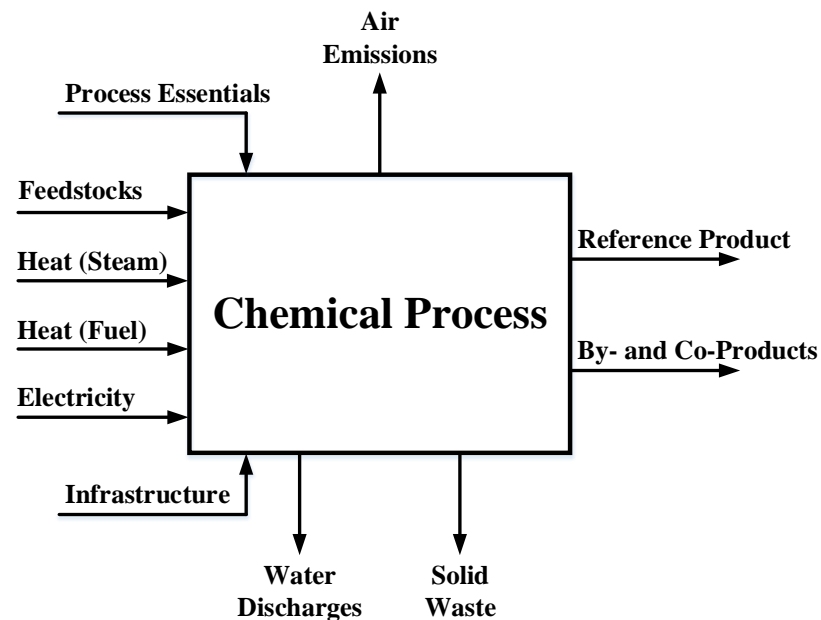 Air
Emissions
Process Essentials
Feedstocks
Heat (Steam)
Heat (Fuel)
Electricity
Infrastructure
Chemical Process
Reference Product
By- and Co-Products
Water
Discharges
Solid
Waste